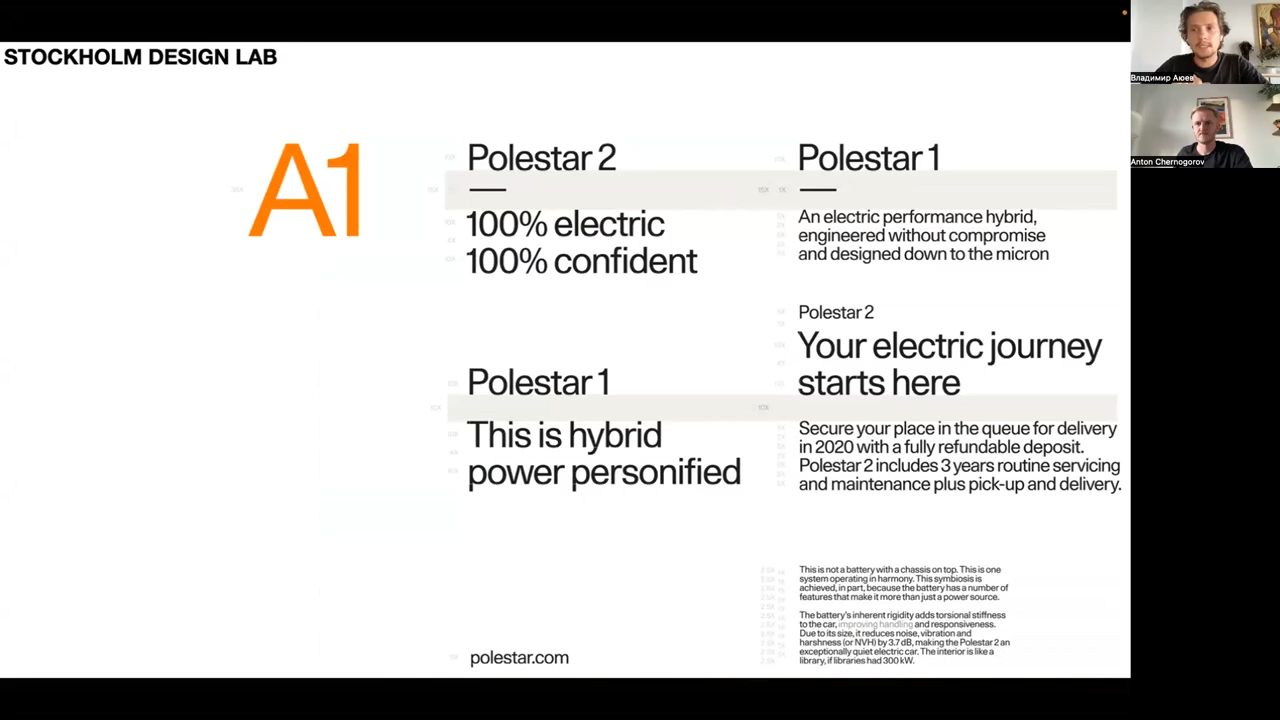 STOCKHOLM DESIGN LAB
Владимир Аюев
Anton Chernogorov
A1
Polestar 2
100% electric
100% confident
Polestar 1
This is hybrid
power personified
polestar.com
Polestar 1
An electric performance hybrid,
engineered without compromise
and designed down to the micron
Polestar 2
Your electric journey
starts here
Secure your place in the queue for delivery
in 2020 with a fully refundable deposit.
Polestar 2 includes 3 years routine servicing
and maintenance plus pick-up and delivery.
This is not a battery with a chassis on top. This is one
system operating in harmony. This symbiosis is
achieved, in part, because the battery has a number of
features that make it more than just a power source.
The battery's inherent rigidity adds torsional stiffness
to the car, improving handling and responsiveness.
Due to its size, it reduces noise, vibration and
harshness (or NVH) by 3.7 dB, making the Polestar 2 an
exceptionally quiet electric car. The interior is like a
library, if libraries had 300 kW.